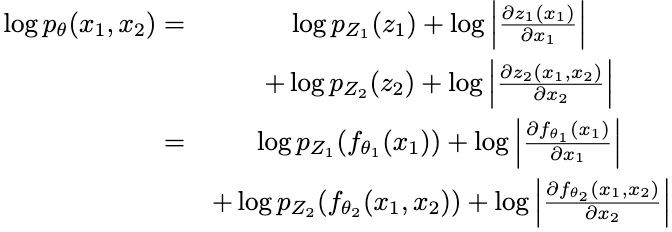 log p_θ(x_1, x_2) = log p_{Z_1}(z_1) + log |∂z_1(x_1)/∂x_1|
+ log p_{Z_2}(z_2) + log |∂z_2(x_1,x_2)/∂x_2|
= log p_{Z_1}(f_{θ_1}(x_1)) + log |∂f_{θ_1}(x_1)/∂x_1|
+ log p_{Z_2}(f_{θ_2}(x_1, x_2)) + log |∂f_{θ_2}(x_1,x_2)/∂x_2|